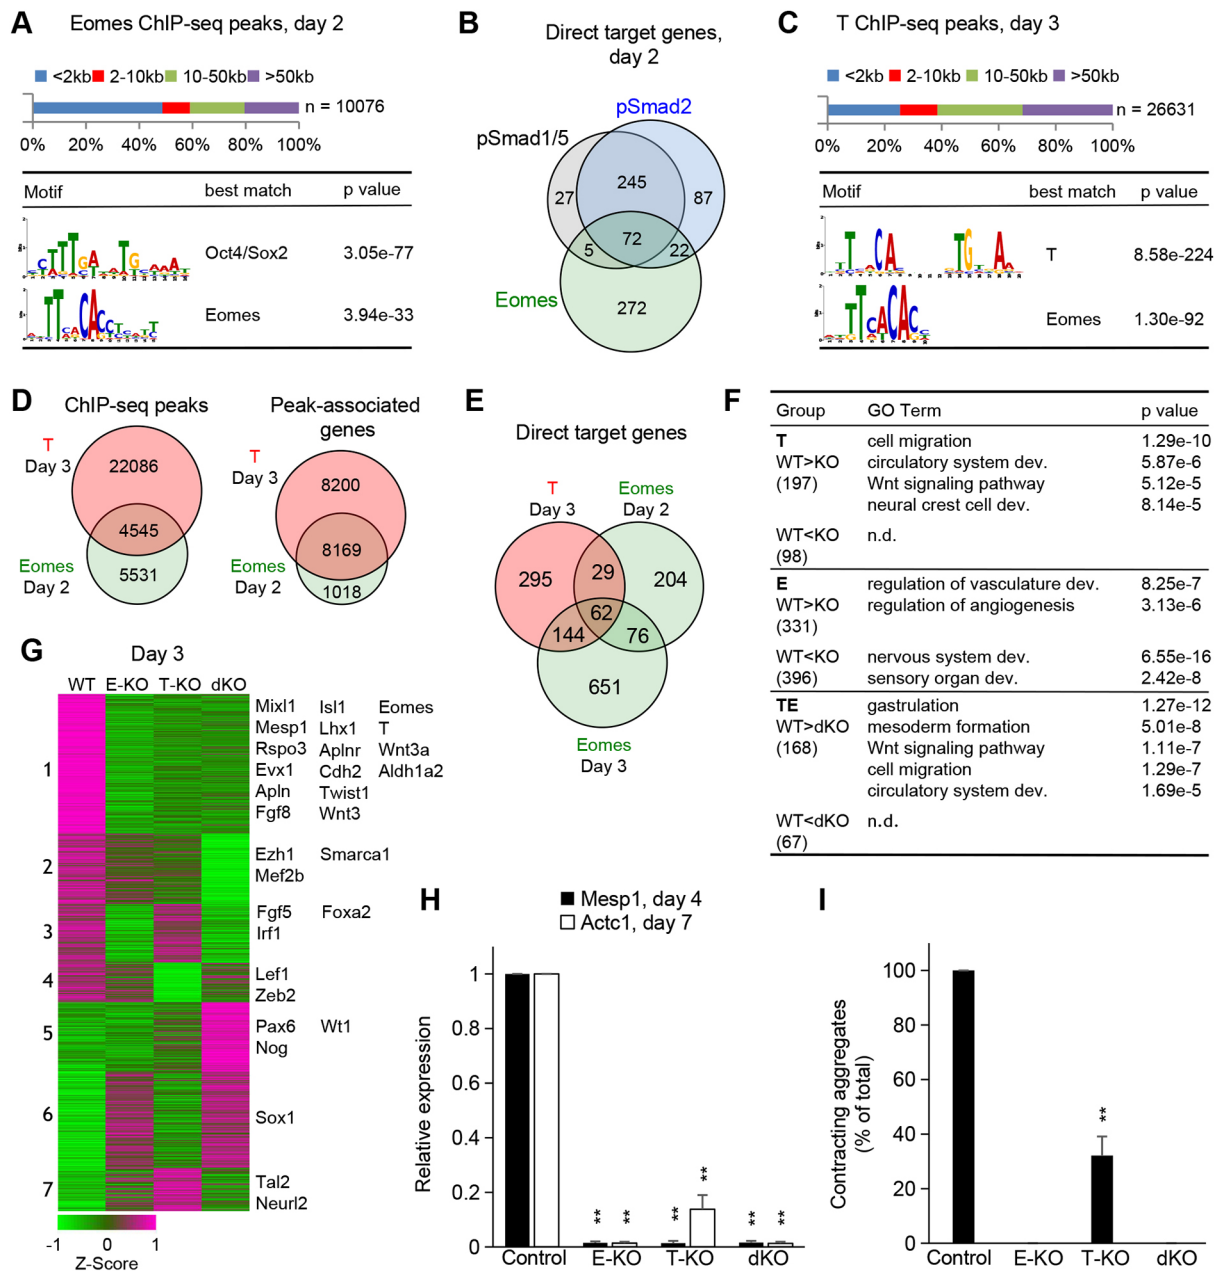 A Eomes ChIP-seq peaks, day 2
<2kb 2-10kb 10-50kb >50kb
n = 10076
0% 20% 40% 60% 80% 100%
Motif best match p value
Oct4/Sox2 3.05e-77
Eomes 3.94e-33
B Direct target genes,
day 2
pSmad2
pSmad1/5
27 245 87
72
5 22
Eomes
272
C T ChIP-seq peaks, day 3
<2kb 2-10kb 10-50kb >50kb
n = 26631
0% 20% 40% 60% 80% 100%
Motif best match p value
T 8.58e-224
Eomes 1.30e-92
D ChIP-seq peaks
T
Day 3
22086
4545
Eomes
Day 2
5531
Peak-associated
genes
T
Day 3
8200
8169
Eomes
Day 2
1018
E Direct target genes
T
Day 3
Eomes
Day 2
295 29 204
62
144 76
651
Eomes
Day 3
F
Group GO Term p value
T cell migration 1.29e-10
WT>KO circulatory system dev. 5.87e-6
(197) Wnt signaling pathway 5.12e-5
neural crest cell dev. 8.14e-5
WT<KO n.d.
(98)
E regulation of vasculature dev. 8.25e-7
WT>KO regulation of angiogenesis 3.13e-6
(331)
WT<KO nervous system dev. 6.55e-16
(396) sensory organ dev. 2.42e-8
TE gastrulation 1.27e-12
WT>dKO mesoderm formation 5.01e-8
(168) Wnt signaling pathway 1.11e-7
cell migration 1.29e-7
circulatory system dev. 1.69e-5
WT<dKO n.d.
(67)
G Day 3
WT E-KO T-KO dKO
1
Mixl1 Isl1 Eomes
Mesp1 Lhx1 T
Rspo3 Aplnr Wnt3a
Evx1 Cdh2 Aldh1a2
Apln Twist1
Fgf8 Wnt3
2
Ezh1 Smarca1
Mef2b
3
Fgf5 Foxa2
Irf1
4
Lef1
Zeb2
5
Pax6 Wt1
Nog
6
Sox1
7
Tal2
Neurl2
-1 0 1
Z-Score
H
Mesp1, day 4
Actc1, day 7
Relative expression
1
0.8
0.6
0.4
0.2
0
** ** ** ** ** **
Control E-KO T-KO dKO
I
Contracting aggregates
(% of total)
100
80
60
40
20
0
**
Control E-KO T-KO dKO